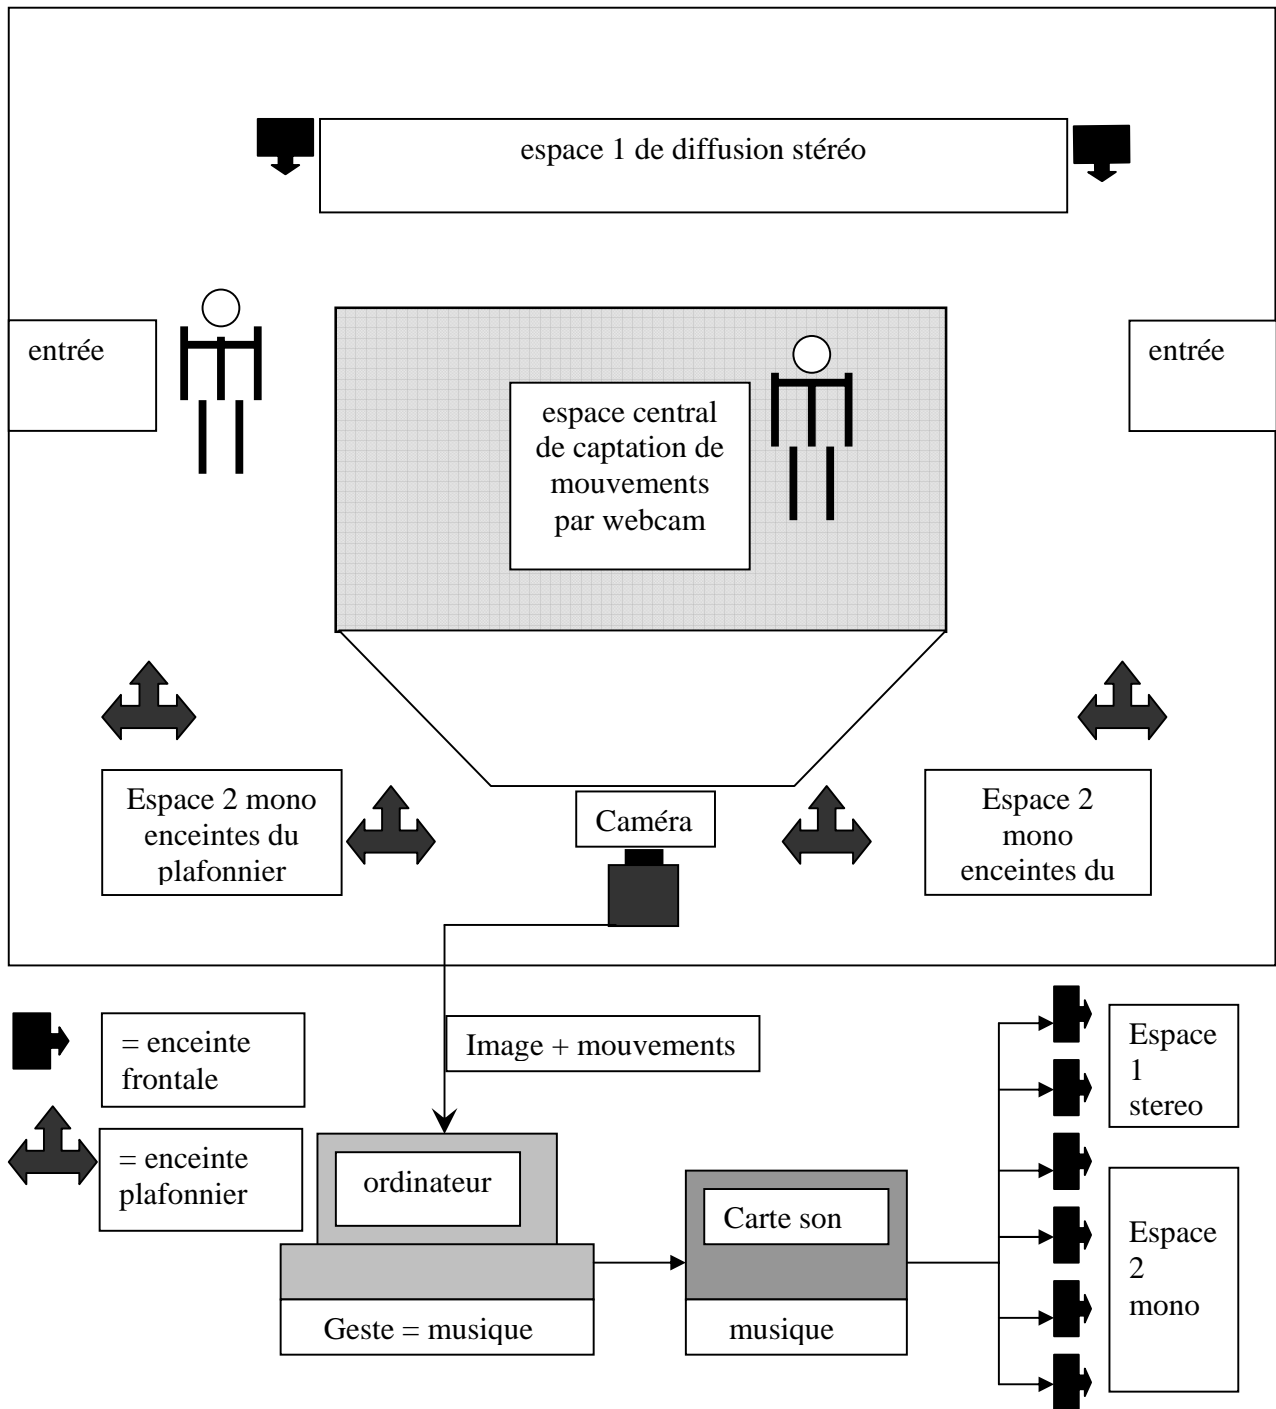 espace 1 de diffusion stéréo
entrée
entrée
espace central
de captation de
mouvements
par webcam
Espace 2 mono
enceintes du
plafonnier
Caméra
Espace 2
mono
enceintes du
= enceinte
frontale
Image + mouvements
Espace
1
stereo
= enceinte
plafonnier
ordinateur
Carte son
Espace
2
mono
Geste = musique
musique